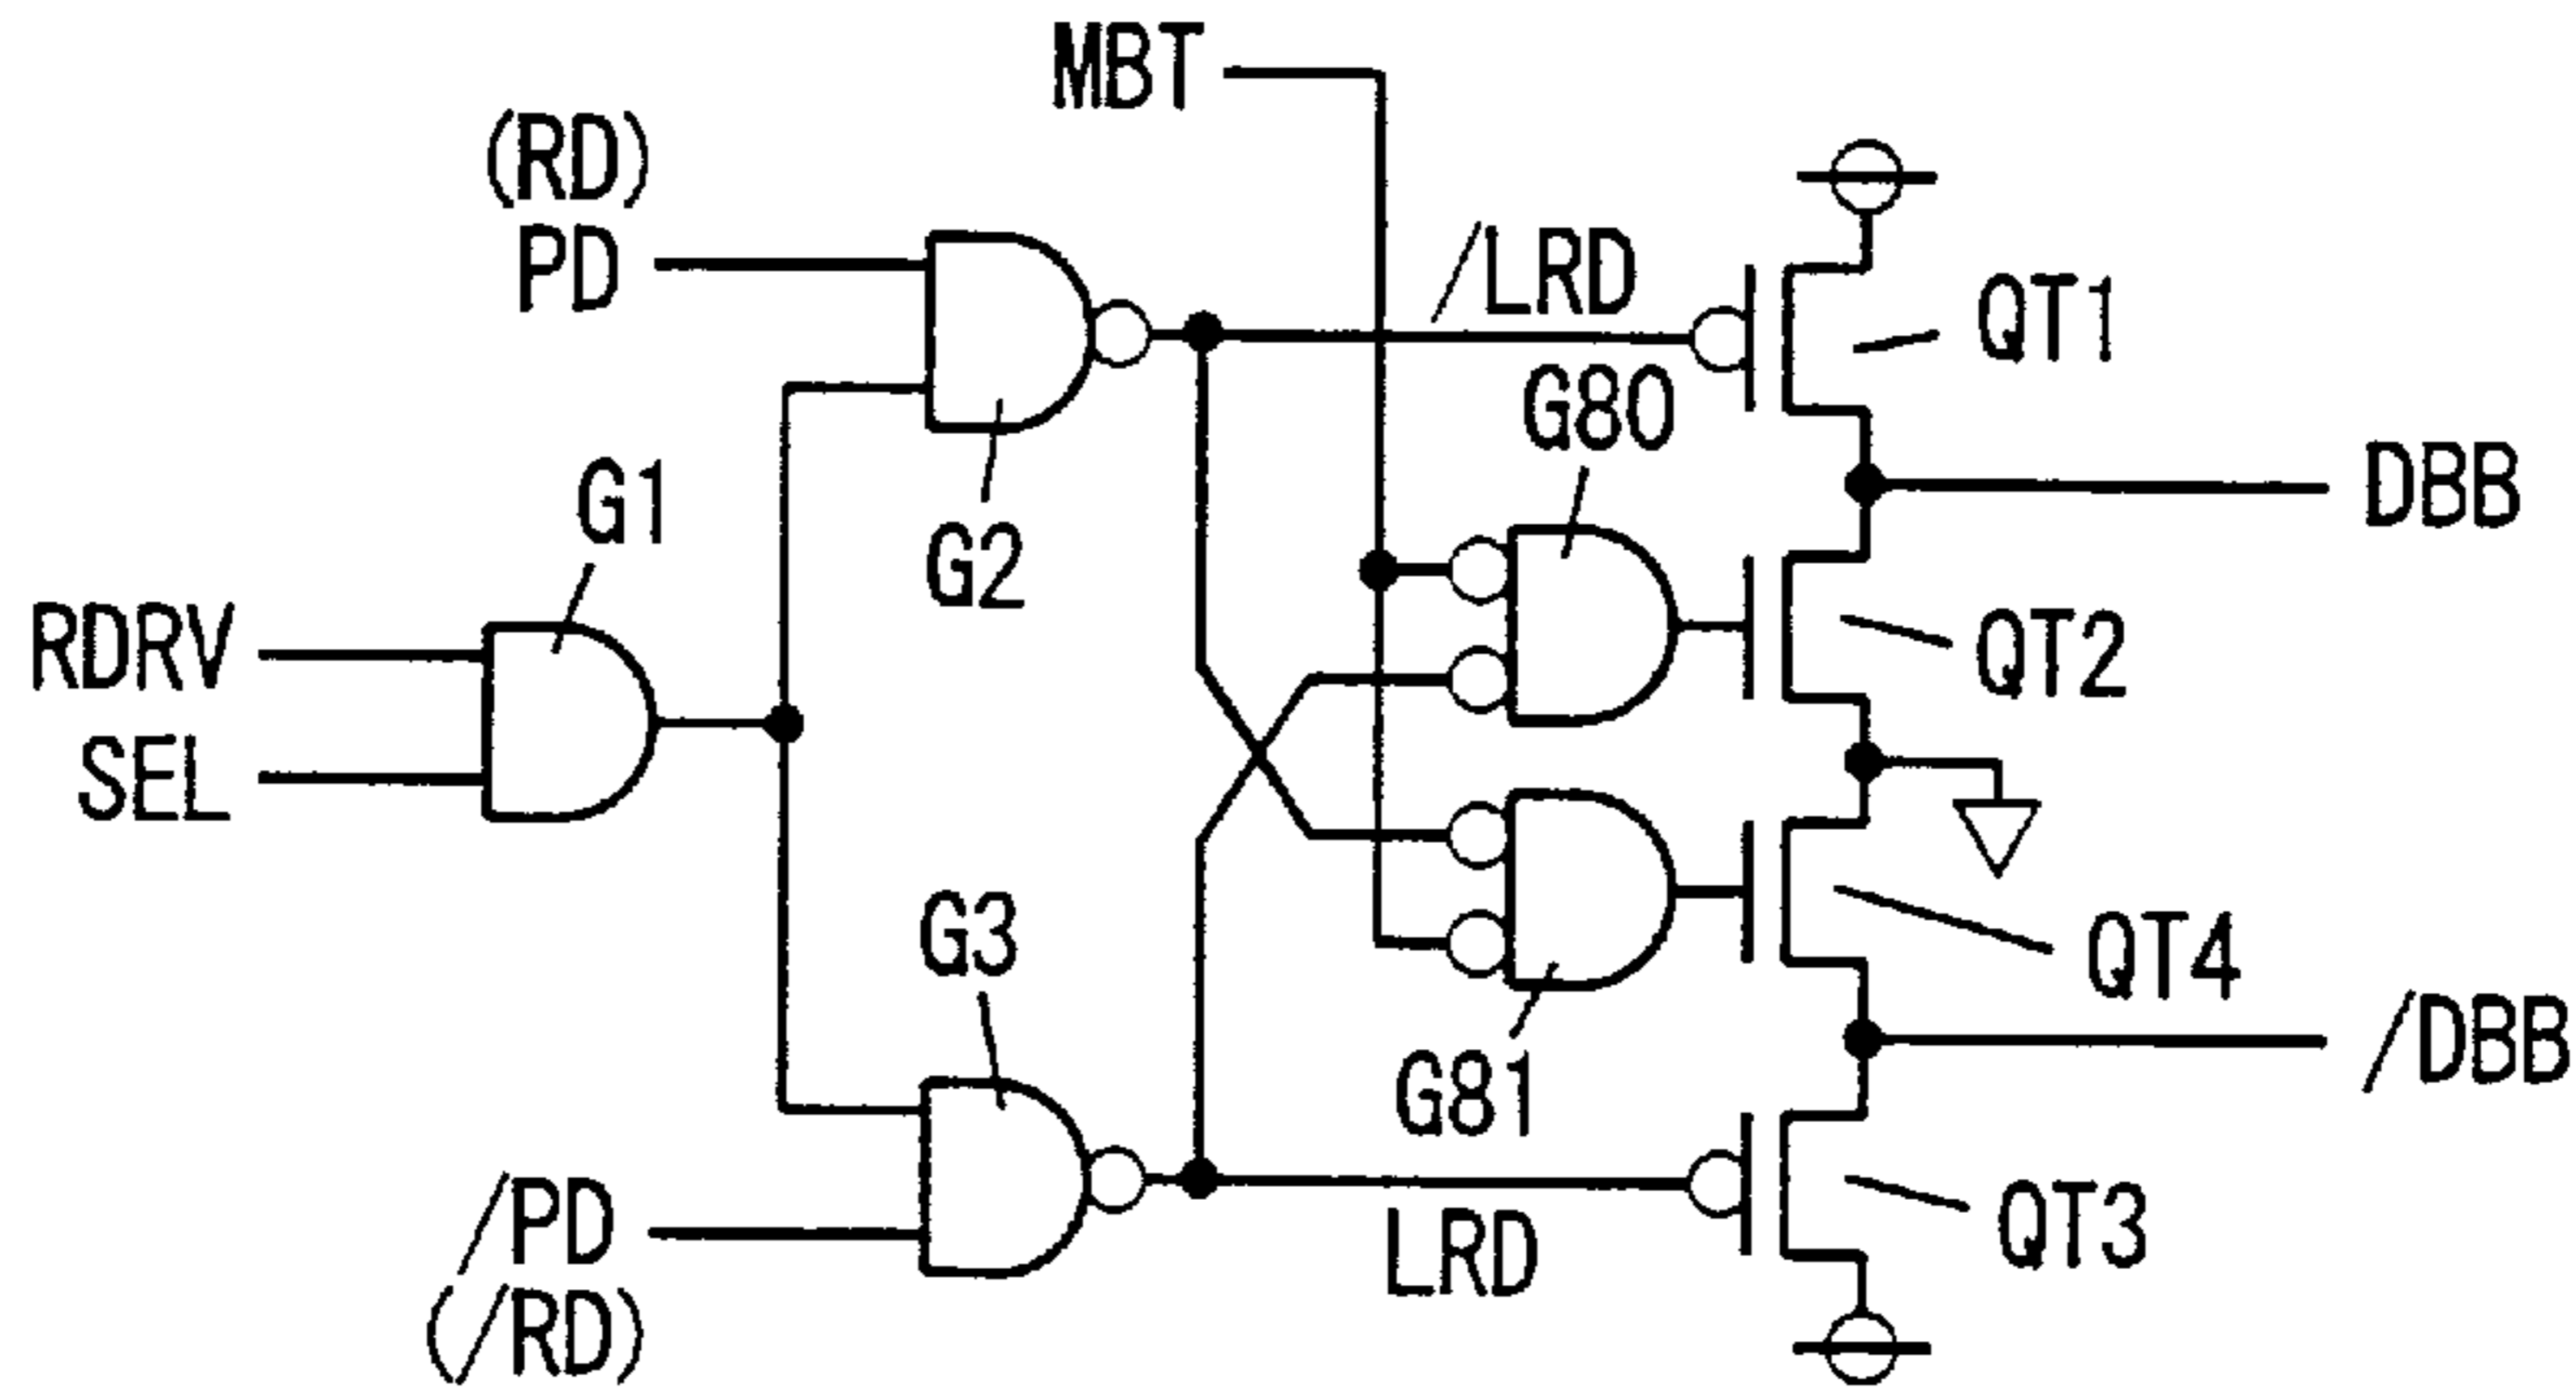 MBT
(RD)
PD
/LRD
QT1
G80
DBB
G1
G2
RDRV
QT2
SEL
G3
QT4
/DBB
G81
/PD
QT3
LRD
(/RD)